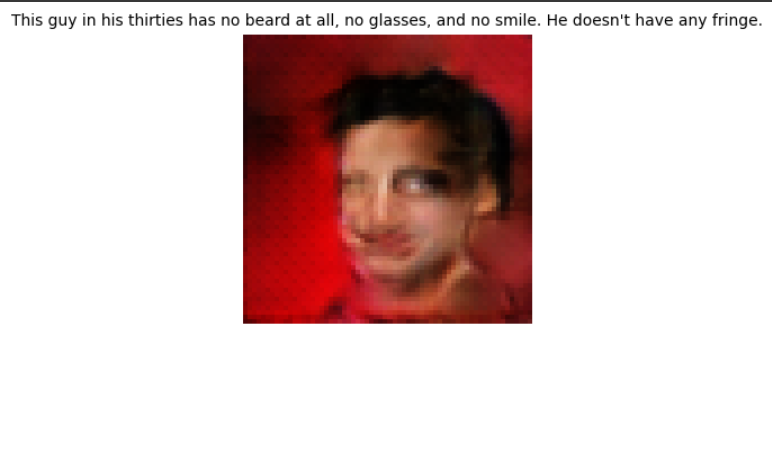 This guy in his thirties has no beard at all, no glasses, and no smile. He doesn't have any fringe.